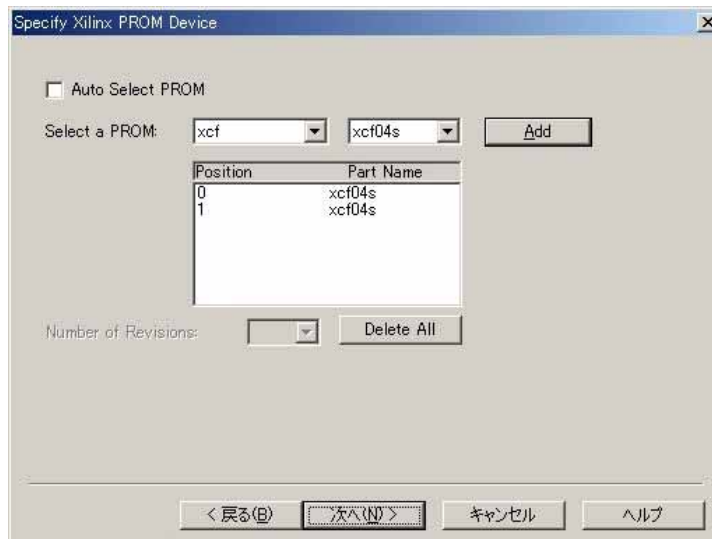 Specify Xilinx PROM Device
Auto Select PROM
Select a PROM: xcf xcf04s Add
Position Part Name
0 xcf04s
1 xcf04s
Number of Revisions: Delete All
< 戻る(B) 次へ(N) > キャンセル ヘルプ